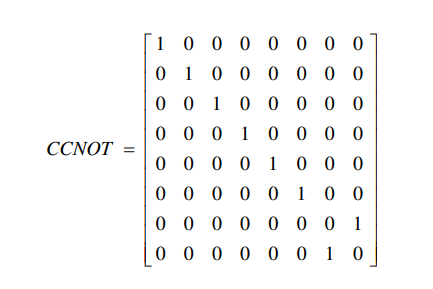 1 0 0 0 0 0 0 0
0 1 0 0 0 0 0 0
0 0 1 0 0 0 0 0
0 0 0 1 0 0 0 0
CCNOT =
0 0 0 0 1 0 0 0
0 0 0 0 0 1 0 0
0 0 0 0 0 0 0 1
0 0 0 0 0 0 1 0